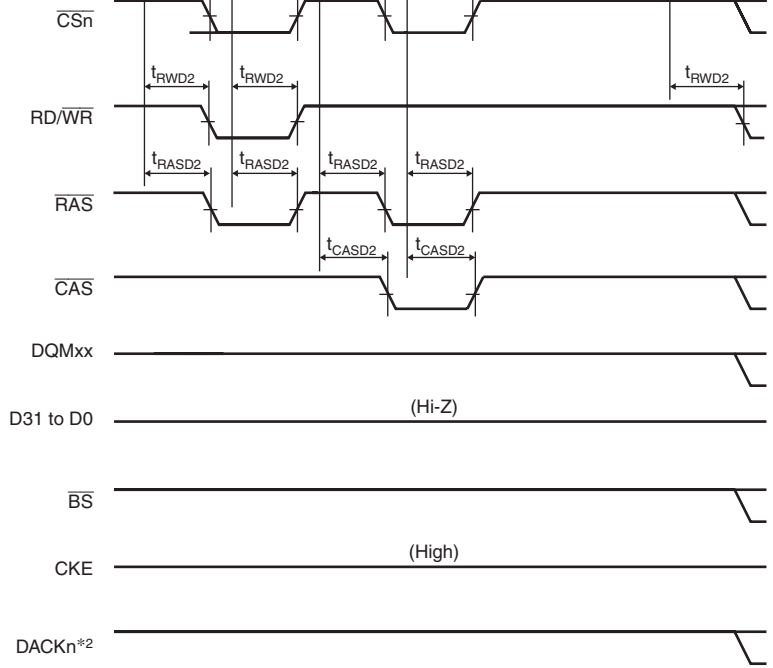 CSn
tRWD2 tRWD2 tRWD2
RD/WR
tRASD2 tRASD2 tRASD2 tRASD2
RAS
tCASD2 tCASD2
CAS
DQMxx
(Hi-Z)
D31 to D0
BS
(High)
CKE
DACKn*2